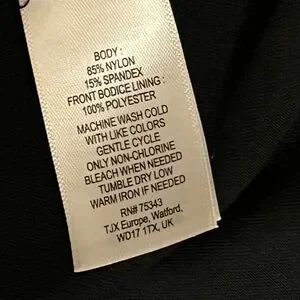 BODY :
85% NYLON
15% SPANDEX
FRONT BODICE LINING :
100% POLYESTER
MACHINE WASH COLD
WITH LIKE COLORS
GENTLE CYCLE
ONLY NON-CHLORINE
BLEACH WHEN NEEDED
TUMBLE DRY LOW
WARM IRON IF NEEDED
RN# 75343
TJX Europe, Watford,
WD17 1TX, UK